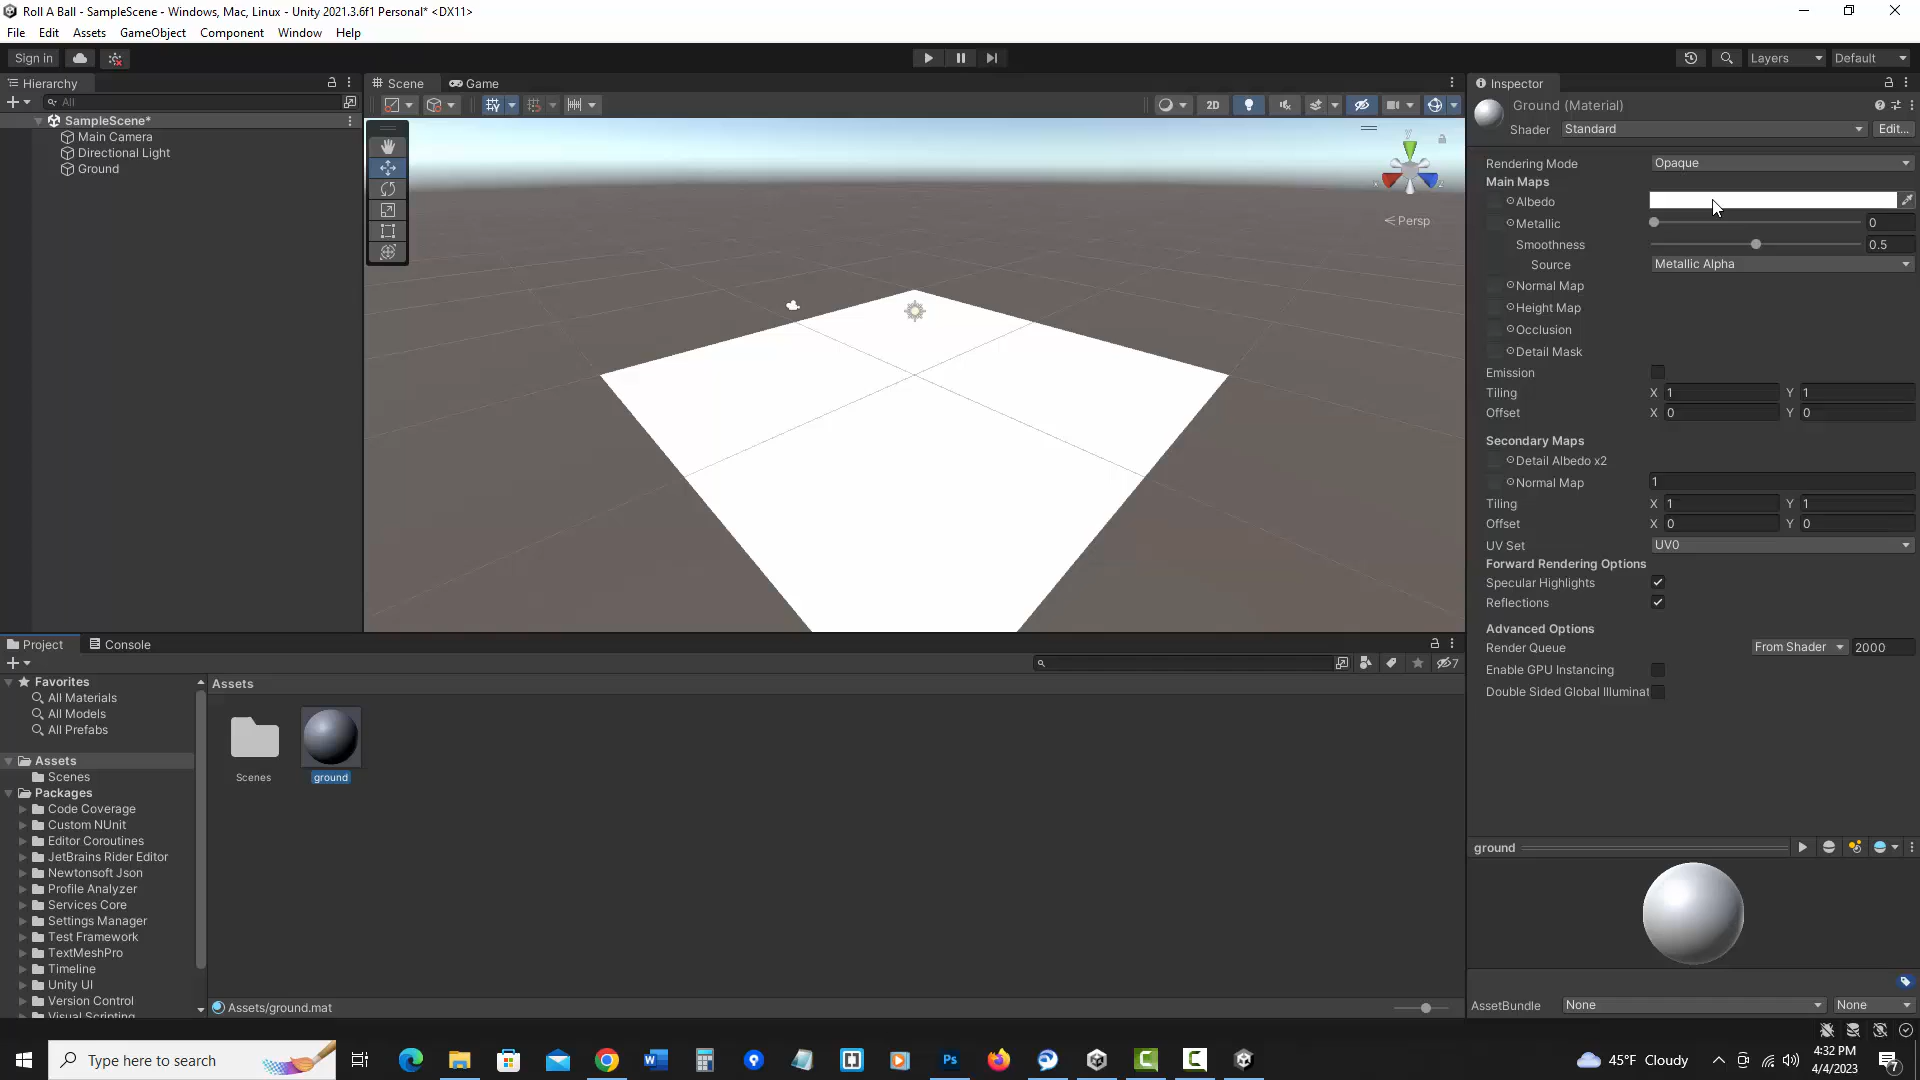 Roll A Ball - SampleScene - Windows, Mac, Linux - Unity 2021.3.6f1 Personal* <DX11>
File Edit Assets GameObject Component Window Help
Sign in
Layers
Default
Hierarchy
All
SampleScene*
Main Camera
Directional Light
Ground
Scene
Game
2D
Persp
Inspector
Ground (Material)
Shader Standard Edit...
Rendering Mode Opaque
Main Maps
Albedo
Metallic 0
Smoothness 0.5
Source Metallic Alpha
Normal Map
Height Map
Occlusion
Detail Mask
Emission
Tiling X 1 Y 1
Offset X 0 Y 0
Secondary Maps
Detail Albedo x2
Normal Map 1
Tiling X 1 Y 1
Offset X 0 Y 0
UV Set UV0
Forward Rendering Options
Specular Highlights
Reflections
Advanced Options
Render Queue From Shader 2000
Enable GPU Instancing
Double Sided Global Illuminat
ground
AssetBundle None None
Project
Console
7
Favorites
All Materials
All Models
All Prefabs
Assets
Scenes
Packages
Code Coverage
Custom NUnit
Editor Coroutines
JetBrains Rider Editor
Newtonsoft Json
Profile Analyzer
Services Core
Settings Manager
Test Framework
TextMeshPro
Timeline
Unity UI
Version Control
Visual Scripting
Assets
Scenes
ground
Assets/ground.mat
Type here to search
Ps
45°F Cloudy
4:32 PM
4/4/2023
7